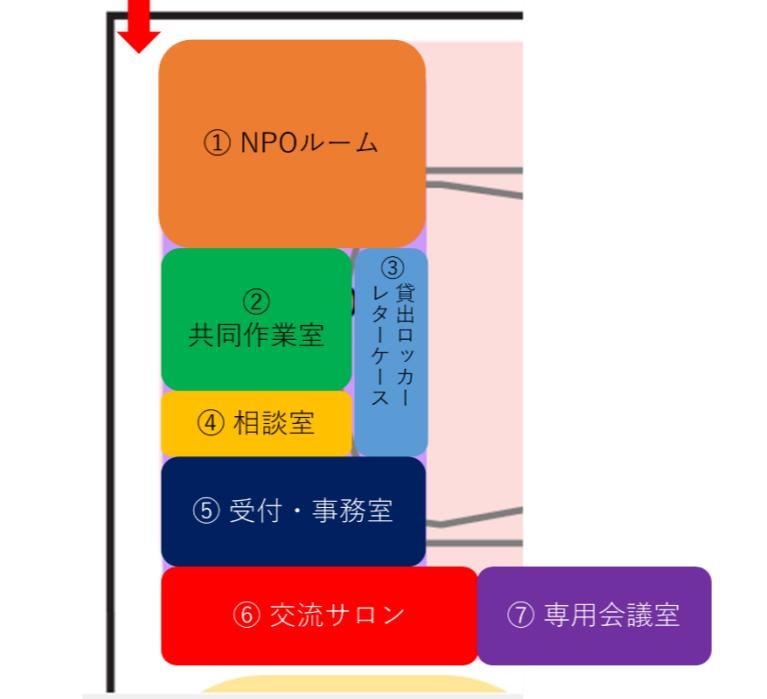 ① NPOルーム
②
共同作業室
③
貸出ロッカー
レターケース
④ 相談室
⑤ 受付・事務室
⑥ 交流サロン
⑦ 専用会議室